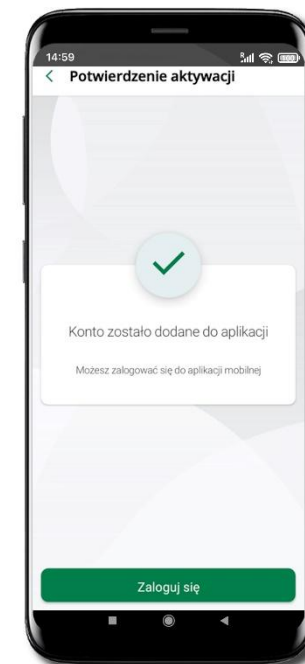 14:59
Potwierdzenie aktywacji
Konto zostało dodane do aplikacji
Możesz zalogować się do aplikacji mobilnej
Zaloguj się